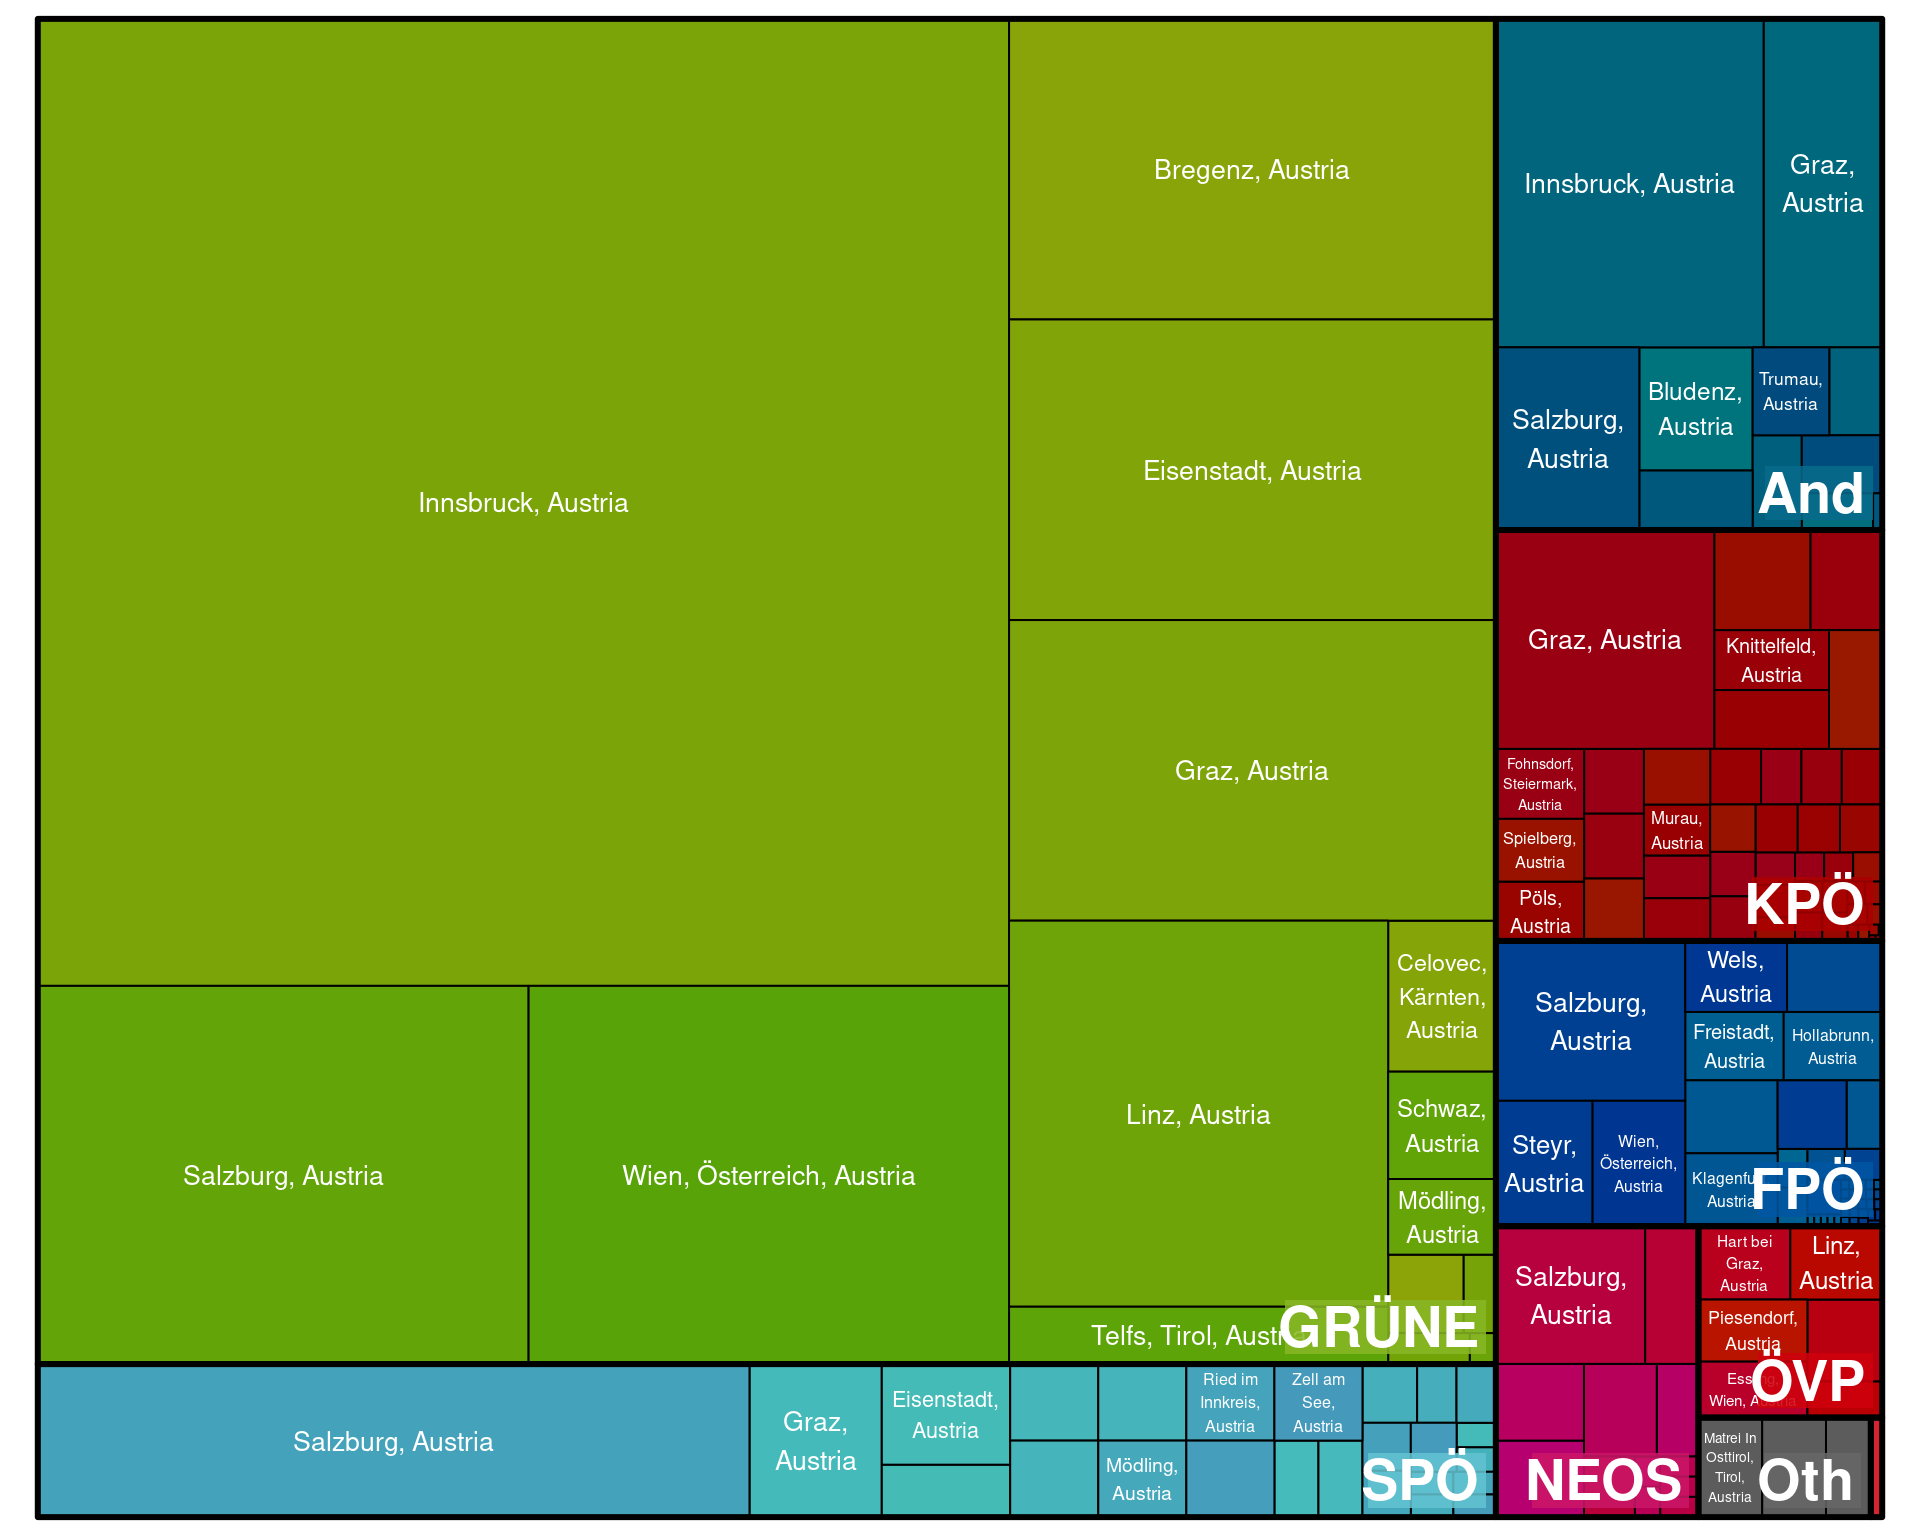 Innsbruck, Austria
Salzburg, Austria
Wien, Österreich, Austria
Bregenz, Austria
Eisenstadt, Austria
Graz, Austria
Linz, Austria
Celovec,
Kärnten,
Austria
Schwaz,
Austria
Mödling,
Austria
Telfs, Tirol, Austria
GRÜNE
Salzburg, Austria
Graz,
Austria
Eisenstadt,
Austria
Mödling,
Austria
Ried im
Innkreis,
Austria
Zell am
See,
Austria
SPÖ
Innsbruck, Austria
Graz,
Austria
Salzburg,
Austria
Bludenz,
Austria
Trumau,
Austria
And
Graz, Austria
Knittelfeld,
Austria
Fohnsdorf,
Steiermark,
Austria
Spielberg,
Austria
Pöls,
Austria
Murau,
Austria
KPÖ
Salzburg,
Austria
Steyr,
Austria
Wien,
Österreich,
Austria
Wels,
Austria
Freistadt,
Austria
Hollabrunn,
Austria
Klagenfu
Austria
FPÖ
Salzburg,
Austria
NEOS
Hart bei
Graz,
Austria
Linz,
Austria
Piesendorf,
Austria
Essling,
Wien, Austria
ÖVP
Matrei In
Osttirol,
Tirol,
Austria
Oth